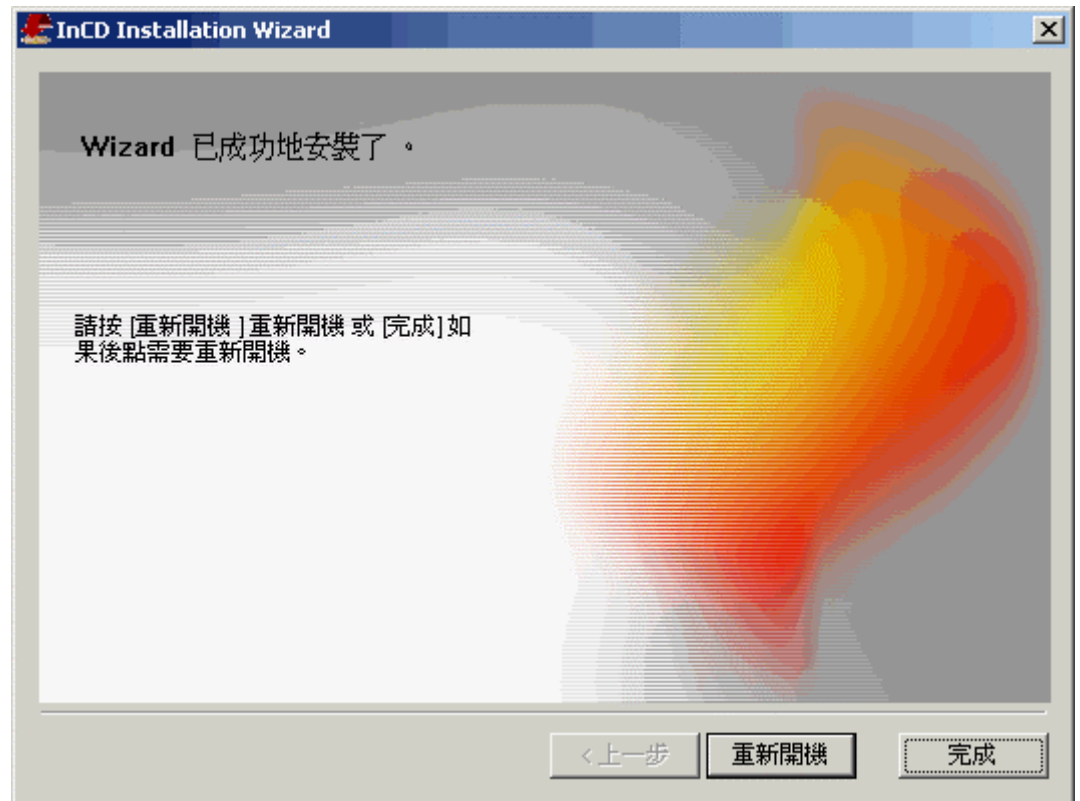 InCD Installation Wizard
Wizard 已成功地安裝了。
請按 [重新開機 ] 重新開機 或 [完成] 如
果後點需要重新開機。
< 上一步
重新開機
完成